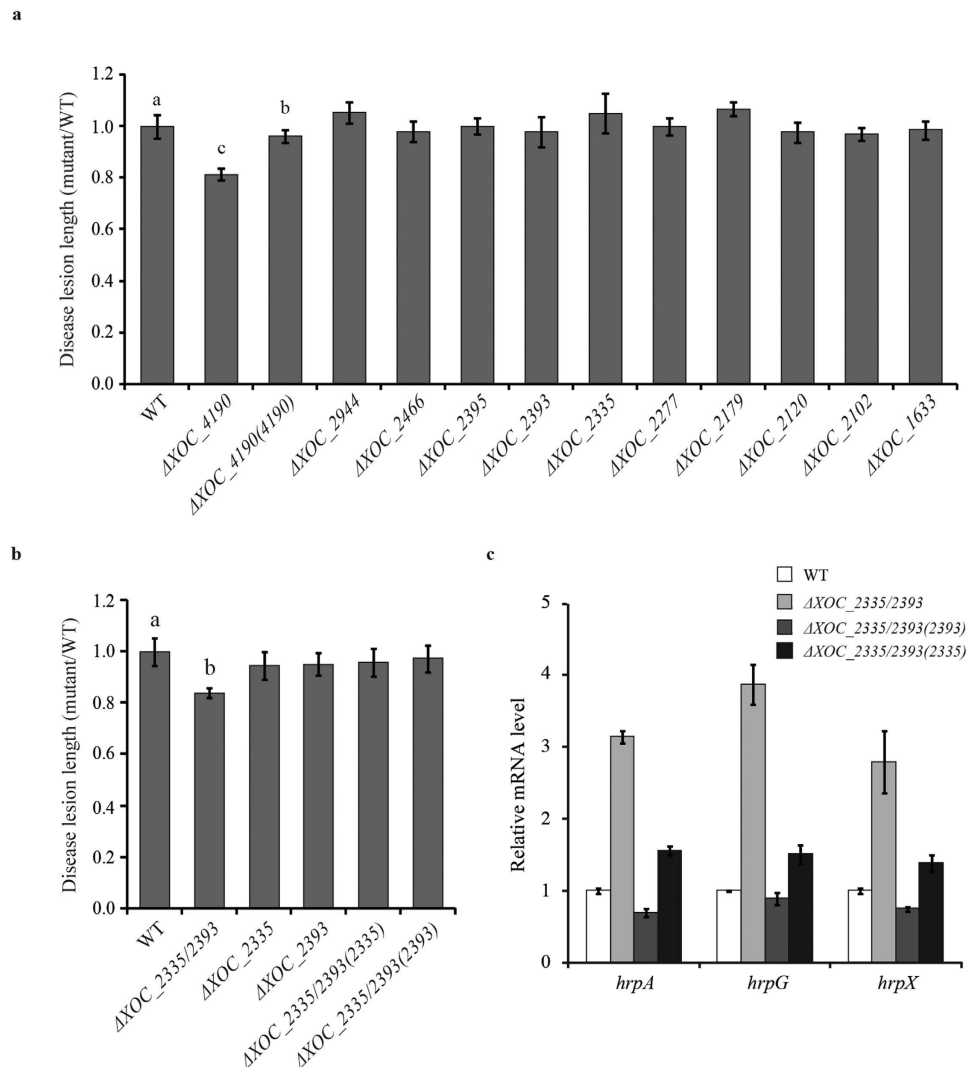 a
Disease lesion length (mutant/WT)
1.2
1.0
0.8
0.6
0.4
0.2
0.0
a
c
b
WT
ΔXOC_4190
ΔXOC_4190(4190)
ΔXOC_2944
ΔXOC_2466
ΔXOC_2395
ΔXOC_2393
ΔXOC_2335
ΔXOC_2277
ΔXOC_2179
ΔXOC_2120
ΔXOC_2102
ΔXOC_1633
b
Disease lesion length (mutant/WT)
1.2
1.0
0.8
0.6
0.4
0.2
0.0
a
b
WT
ΔXOC_2335/2393
ΔXOC_2335
ΔXOC_2393
ΔXOC_2335/2393(2335)
ΔXOC_2335/2393(2393)
c
WT
ΔXOC_2335/2393
ΔXOC_2335/2393(2393)
ΔXOC_2335/2393(2335)
Relative mRNA level
5
4
3
2
1
0
hrpA
hrpG
hrpX